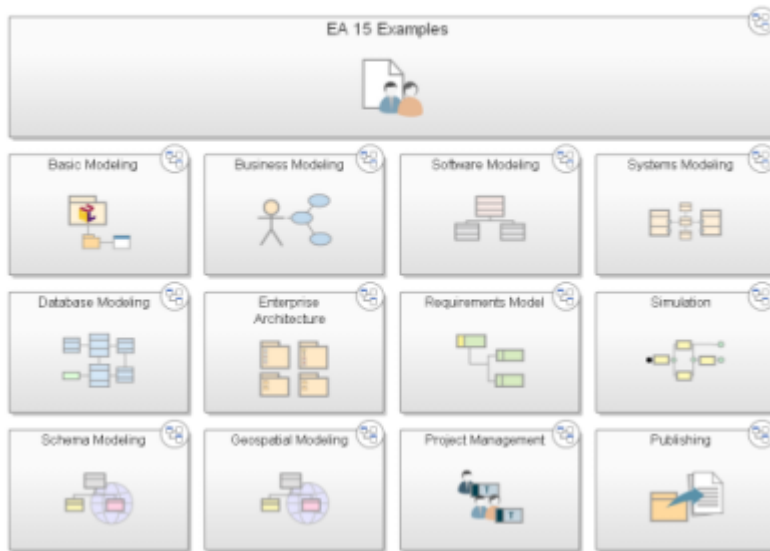 EA 15 Examples
Basic Modeling
Business Modeling
Software Modeling
Systems Modeling
Database Modeling
Enterprise
Architecture
Requirements Model
Simulation
Schema Modeling
Geospatial Modeling
Project Management
Publishing